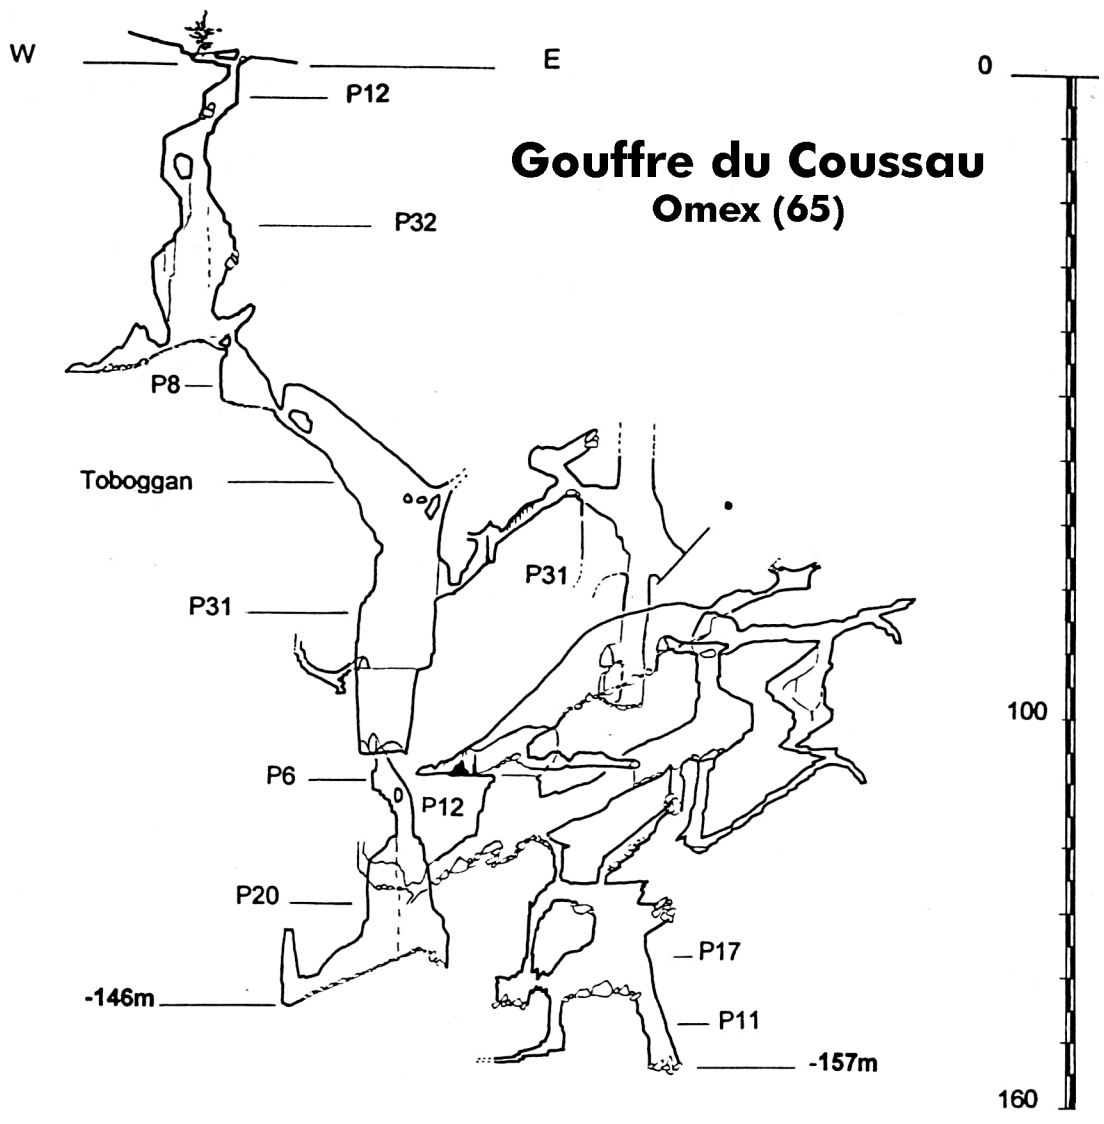 W
E
0
P12
Gouffre du Coussau
Omex (65)
P32
P8
Toboggan
P31
P31
100
P6
P12
P20
P17
-146m
P11
-157m
160